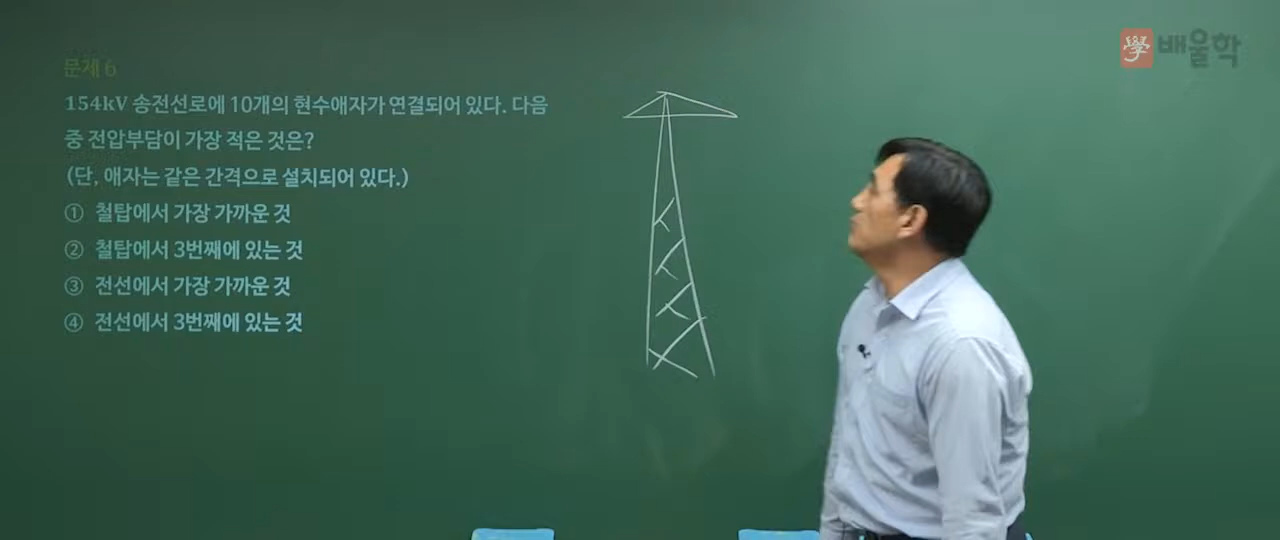 學 배울학
문제 6
154kV 송전선로에 10개의 현수애자가 연결되어 있다. 다음
중 전압부담이 가장 적은 것은?
(단, 애자는 같은 간격으로 설치되어 있다.)
① 철탑에서 가장 가까운 것
② 철탑에서 3번째에 있는 것
③ 전선에서 가장 가까운 것
④ 전선에서 3번째에 있는 것